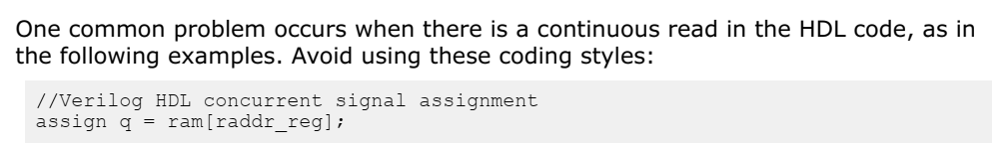 One common problem occurs when there is a continuous read in the HDL code, as in
the following examples. Avoid using these coding styles:
//Verilog HDL concurrent signal assignment
assign q = ram[raddr_reg];